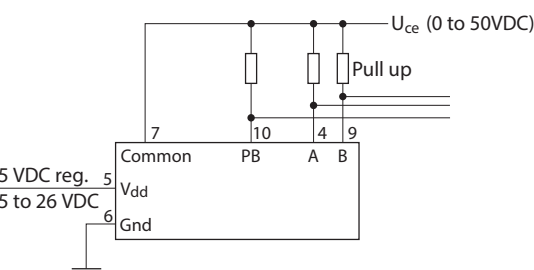 Uce (0 to 50VDC)
Pull up
7 10 4 9
Common PB A B
5 VDC reg. 5
Vdd
5 to 26 VDC
6 Gnd